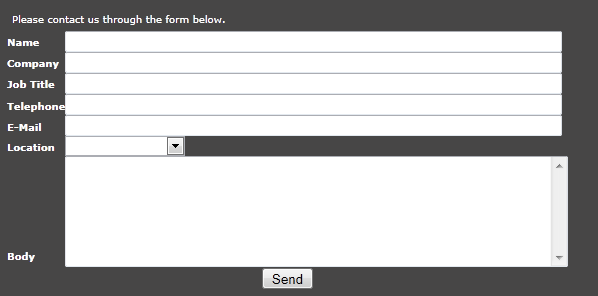 Please contact us through the form below.
Name
Company
Job Title
Telephone
E-Mail
Location
Body
Send